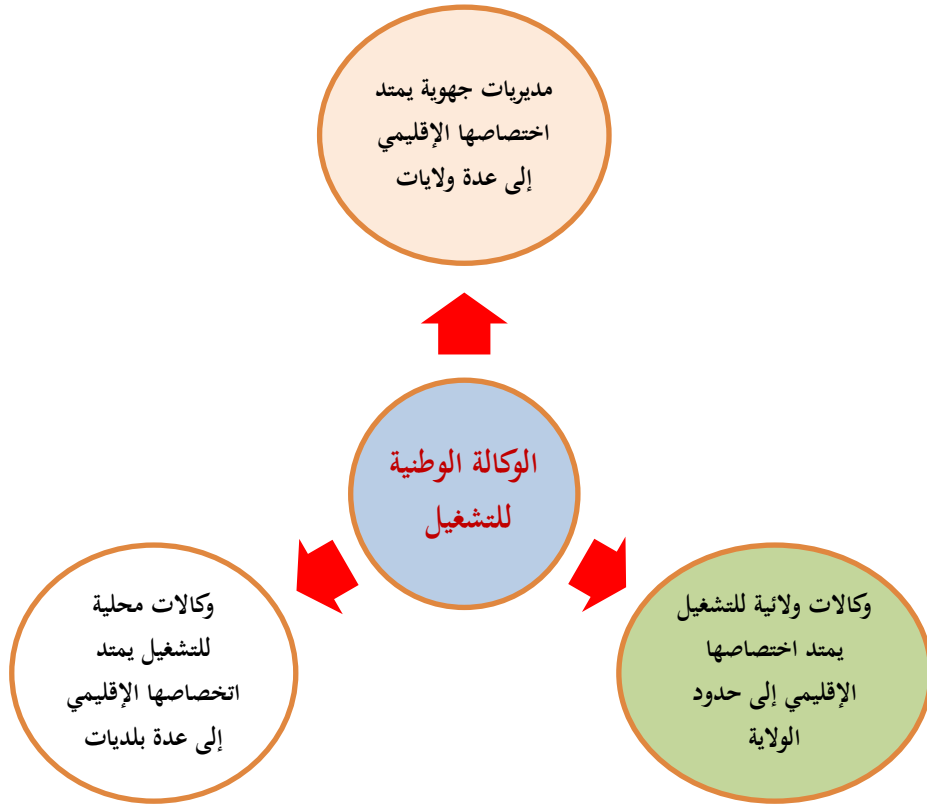 مديريات جهوية يمتد
اختصاصها الإقليمي
إلى عدة ولايات
الوكالة الوطنية
للتشغيل
وكالات ولائية للتشغيل
يمتد اختصاصها
الإقليمي إلى حدود
الولاية
وكالات محلية
للتشغيل يمتد
اتخصاصها الإقليمي
إلى عدة بلديات